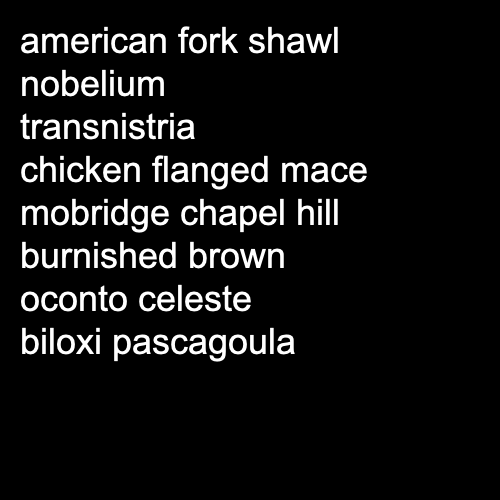 american fork shawl
nobelium
transnistria
chicken flanged mace
mobridge chapel hill
burnished brown
oconto celeste
biloxi pascagoula